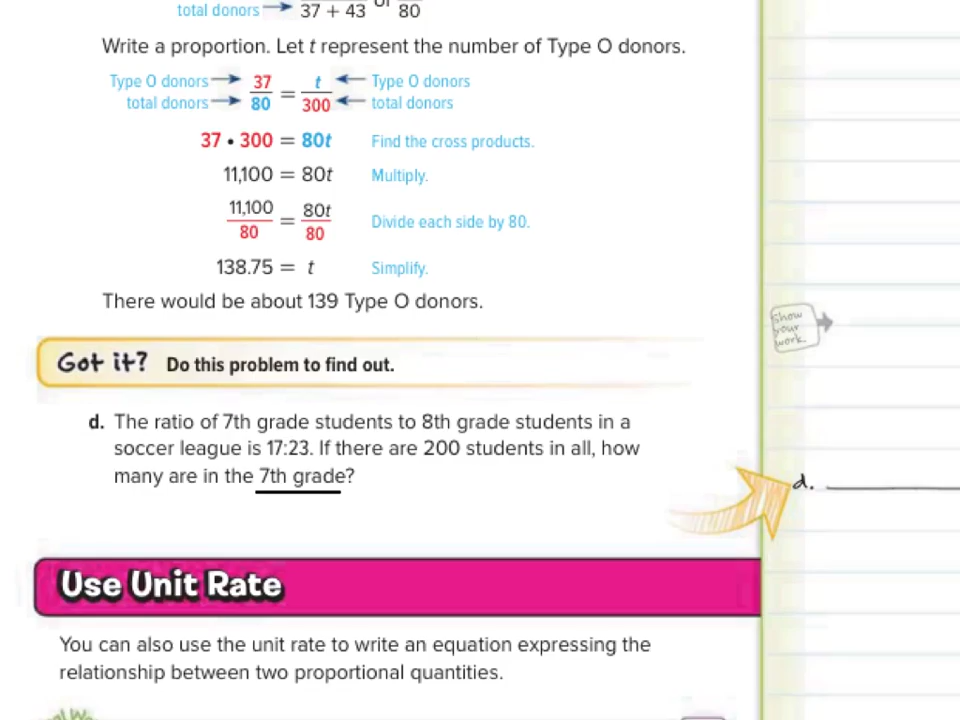 total donors → 37 + 43 or 80
Write a proportion. Let t represent the number of Type O donors.
Type O donors → 37 = t ← Type O donors
total donors → 80 300 ← total donors
37 • 300 = 80t Find the cross products.
11,100 = 80t Multiply.
11,100 = 80t Divide each side by 80.
80 80
138.75 = t Simplify.
There would be about 139 Type O donors.
Show
your
work.
Got it? Do this problem to find out.
d. The ratio of 7th grade students to 8th grade students in a
soccer league is 17:23. If there are 200 students in all, how
many are in the 7th grade?
d.
Use Unit Rate
You can also use the unit rate to write an equation expressing the
relationship between two proportional quantities.